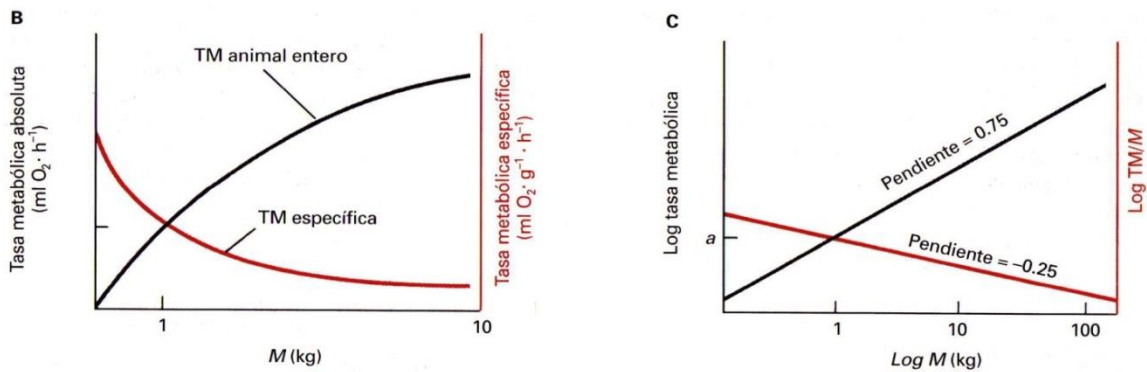 B
Tasa metabólica absoluta
(ml O₂ · h⁻¹)
TM animal entero
TM específica
1
10
M (kg)
Tasa metabólica específica
(ml O₂ · g⁻¹ · h⁻¹)
C
Log tasa metabólica
a
Pendiente = 0.75
Pendiente = –0.25
1
10
100
Log M (kg)
Log TM/M